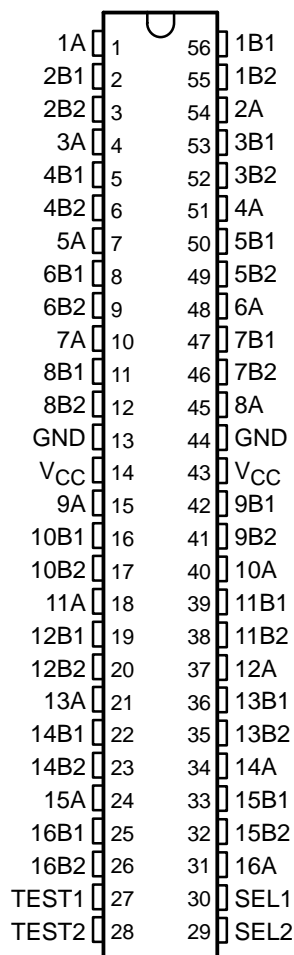 1A 1 56 1B1
2B1 2 55 1B2
2B2 3 54 2A
3A 4 53 3B1
4B1 5 52 3B2
4B2 6 51 4A
5A 7 50 5B1
6B1 8 49 5B2
6B2 9 48 6A
7A 10 47 7B1
8B1 11 46 7B2
8B2 12 45 8A
GND 13 44 GND
VCC 14 43 VCC
9A 15 42 9B1
10B1 16 41 9B2
10B2 17 40 10A
11A 18 39 11B1
12B1 19 38 11B2
12B2 20 37 12A
13A 21 36 13B1
14B1 22 35 13B2
14B2 23 34 14A
15A 24 33 15B1
16B1 25 32 15B2
16B2 26 31 16A
TEST1 27 30 SEL1
TEST2 28 29 SEL2